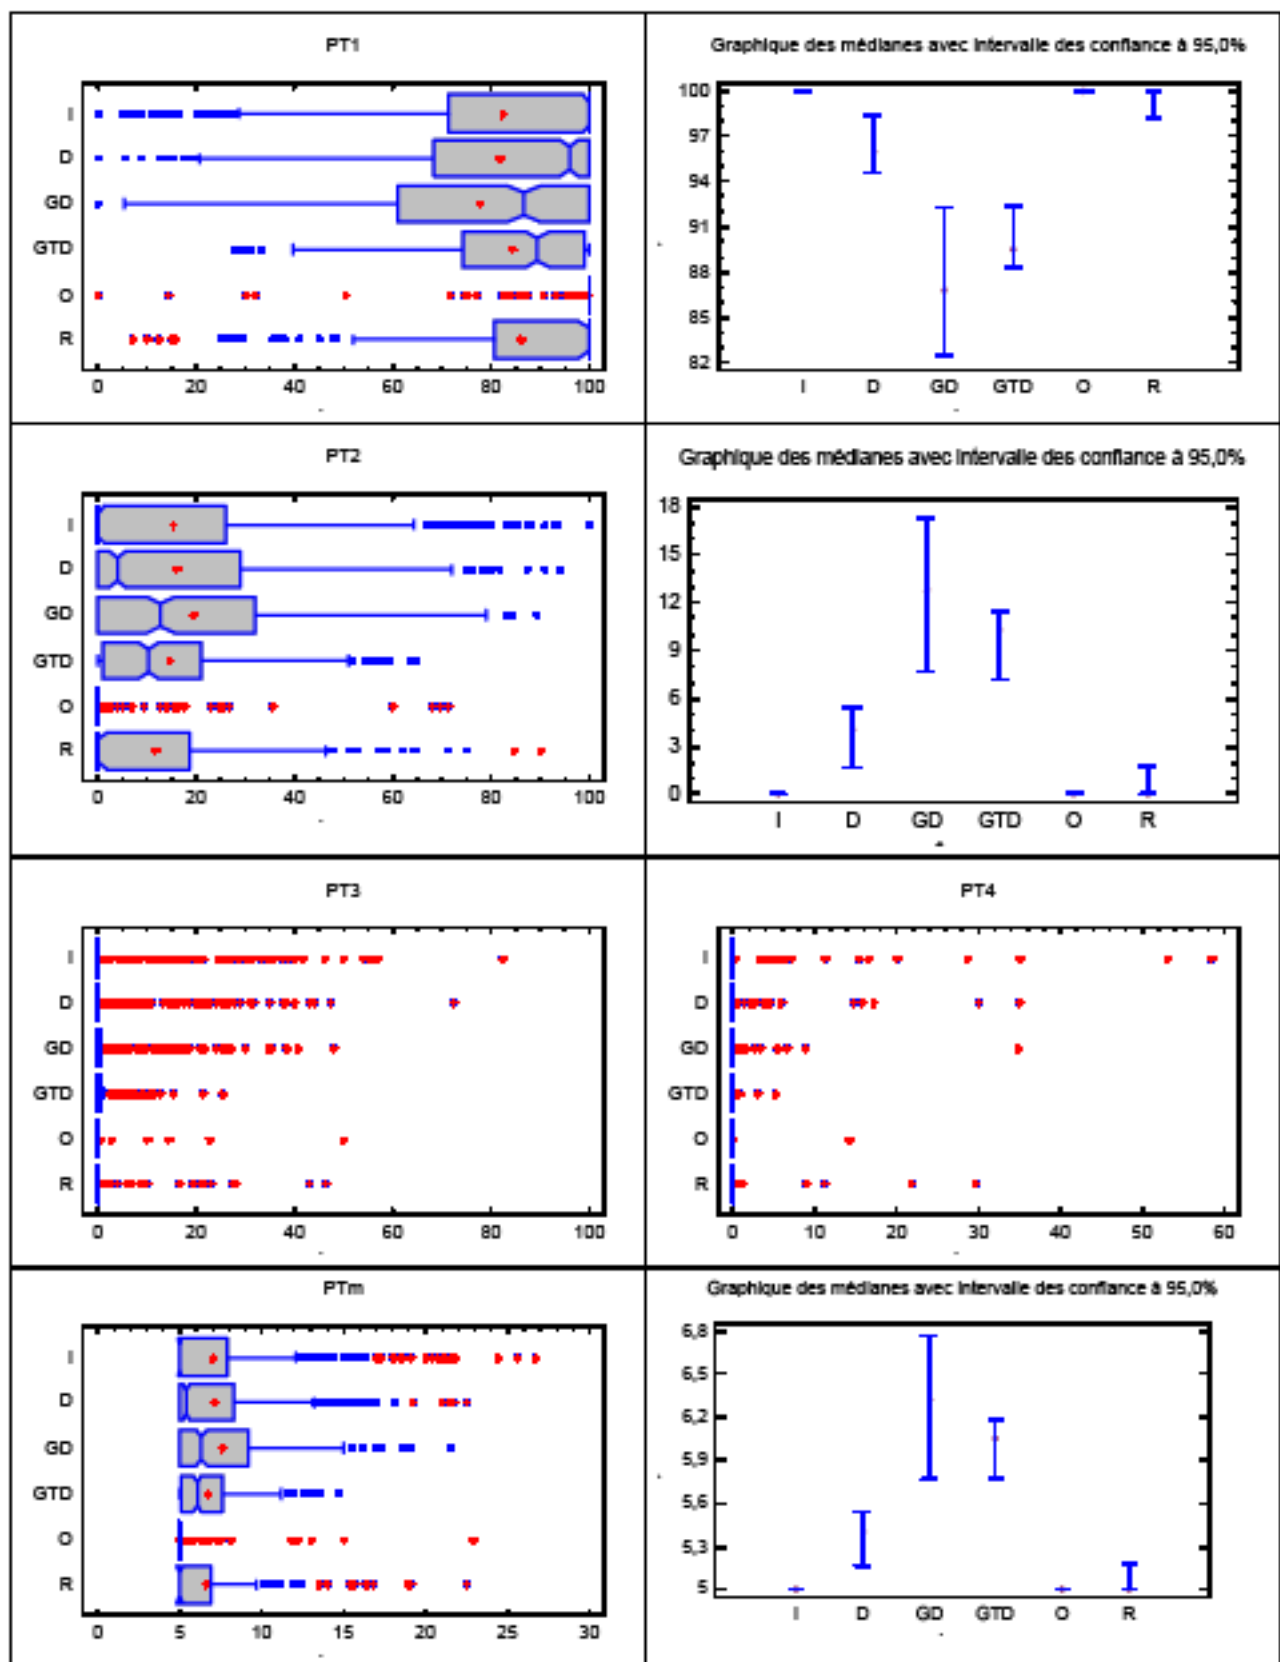 PT1
I
D
GD
GTD
O
R
0 20 40 60 80 100
Graphique des médianes avec intervalle des confiance à 95,0%
100
97
94
91
88
85
82
I D GD GTD O R
PT2
I
D
GD
GTD
O
R
0 20 40 60 80 100
Graphique des médianes avec intervalle des confiance à 95,0%
18
15
12
9
6
3
0
I D GD GTD O R
PT3
I
D
GD
GTD
O
R
0 20 40 60 80 100
PT4
I
D
GD
GTD
O
R
0 10 20 30 40 50 60
PTm
I
D
GD
GTD
O
R
0 5 10 15 20 25 30
Graphique des médianes avec intervalle des confiance à 95,0%
6,8
6,5
6,2
5,9
5,6
5,3
5
I D GD GTD O R